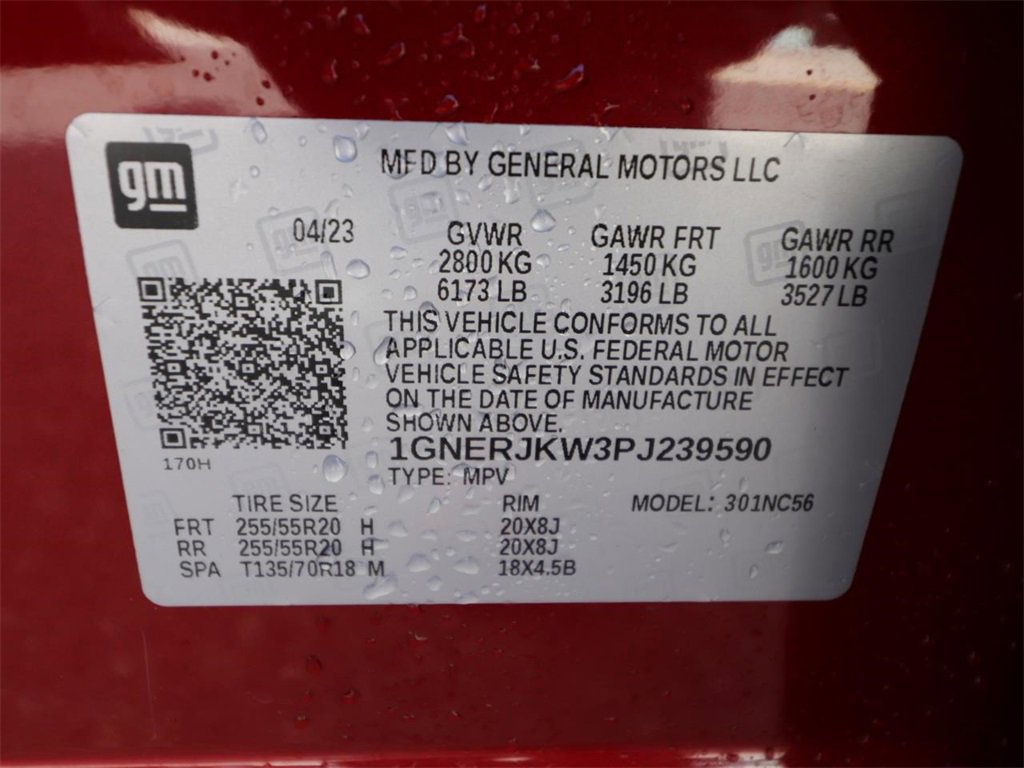 gm
MFD BY GENERAL MOTORS LLC
04/23 GVWR GAWR FRT GAWR RR
2800 KG 1450 KG 1600 KG
6173 LB 3196 LB 3527 LB
THIS VEHICLE CONFORMS TO ALL
APPLICABLE U.S. FEDERAL MOTOR
VEHICLE SAFETY STANDARDS IN EFFECT
ON THE DATE OF MANUFACTURE
SHOWN ABOVE.
1GNERJKW3PJ239590
170H
TYPE: MPV
TIRE SIZE RIM MODEL: 301NC56
FRT 255/55R20 H 20X8J
RR 255/55R20 H 20X8J
SPA T135/70R18 M 18X4.5B